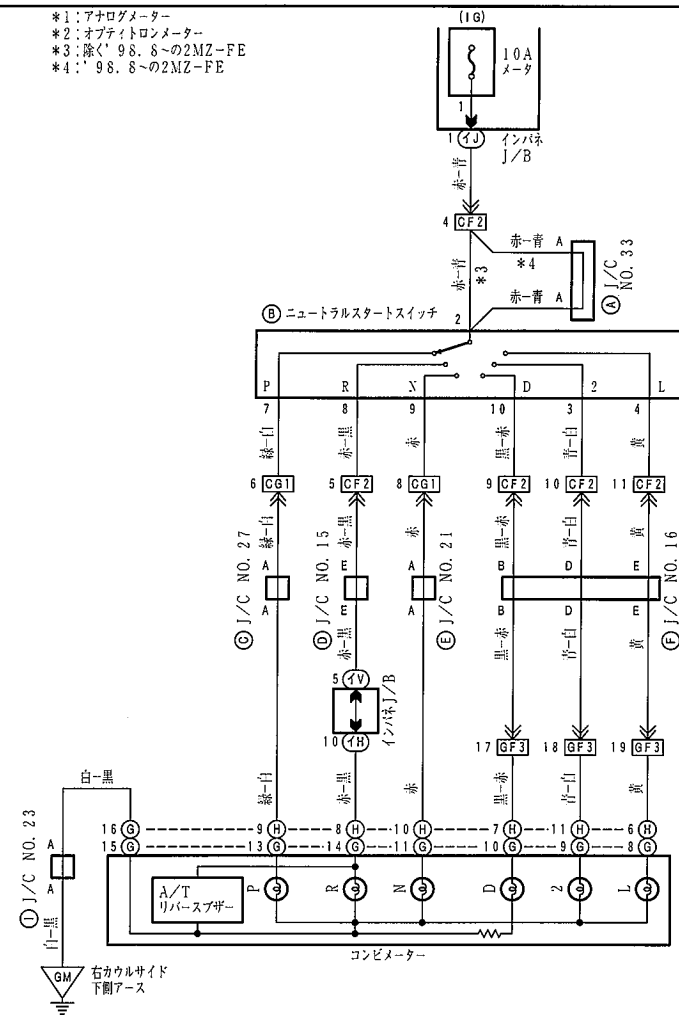 *1:アナログメーター
*2:オプティトロンメーター
*3:除く'98.8~の2MZ-FE
*4:'98.8~の2MZ-FE
(IG)
10A
メータ
1
1 イJ
インパネ
J/B
赤-青
4 CF2
赤-青 A
*4
赤-青
*3
赤-青 A
A J/C
NO.33
B ニュートラルスタートスイッチ
2
P R N D 2 L
7 8 9 10 3 4
緑-白 赤-黒 赤 黒-赤 青-白 黄
6 CG1 5 CF2 8 CG1 9 CF2 10 CF2 11 CF2
緑-白 赤-黒 赤 黒-赤 青-白 黄
C J/C NO.27
D J/C NO.15
E J/C NO.21
F J/C NO.16
A E A B D E
A E A B D E
赤-黒 黒-赤 青-白 黄
5 イV
インパネJ/B
10 イH
17 GF3 18 GF3 19 GF3
白-黒
緑-白 赤-黒 赤 黒-赤 青-白 黄
16 G 9 H 8 H 10 H 7 H 11 H 6 H
15 G 13 G 14 G 11 G 10 G 9 G 8 G
I J/C NO.23
A
A
白-黒
A/T
リバースブザー
P R N D 2 L
コンビメーター
GM
右カウルサイド
下側アース